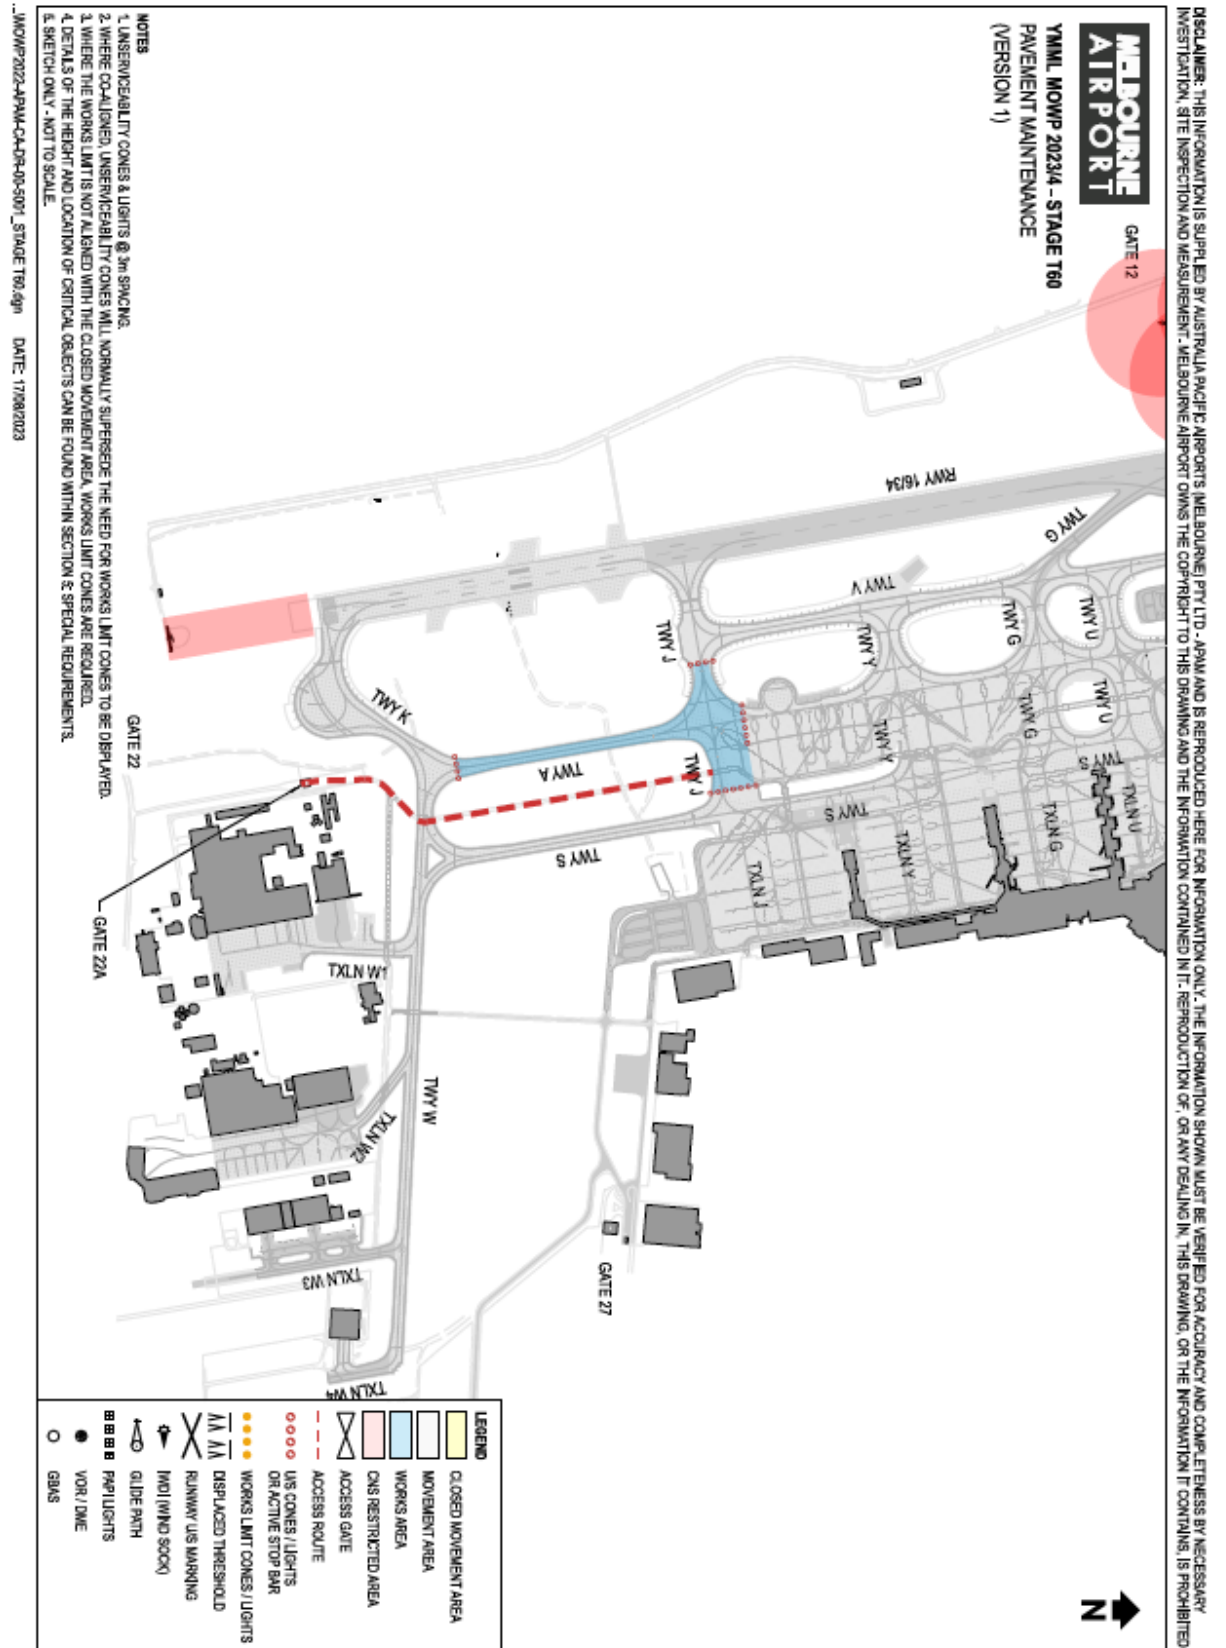 DISCLAIMER: THIS INFORMATION IS SUPPLIED BY AUSTRALIA PACIFIC AIRPORTS (MELBOURNE) PTY LTD - APAM AND IS REPRODUCED HERE FOR INFORMATION ONLY. THE INFORMATION SHOWN MUST BE VERIFIED FOR ACCURACY AND COMPLETENESS BY NECESSARY
INVESTIGATION, SITE INSPECTION AND MEASUREMENT. MELBOURNE AIRPORT OWNS THE COPYRIGHT TO THIS DRAWING AND THE INFORMATION CONTAINED IN IT. REPRODUCTION OF, OR ANY DEALING IN, THIS DRAWING, OR THE INFORMATION IT CONTAINS, IS PROHIBITED
MELBOURNE
AIRPORT
YMML MOWP 2023/4 - STAGE T60
PAVEMENT MAINTENANCE
(VERSION 1)
GATE 12
RWY 16/34
TWY G
TWY V
TWY U
TWY G
TWY Y
TWY J
TWY U
TWY G
TWY Y
TWY S
TWY K
TWY A
TWY J
TWY S
TWY S
TXLN U
TXLN G
TXLN Y
TXLN J
GATE 22
GATE 22A
TXLN W1
TWY W
TXLN W2
TXLN W3
TXLN W4
GATE 27
N
NOTES
1. UNSERVICEABILITY CONES & LIGHTS @ 3m SPACING.
2. WHERE CO-ALIGNED, UNSERVICEABILITY CONES WILL NORMALLY SUPERSEDE THE NEED FOR WORKS LIMIT CONES TO BE DISPLAYED.
3. WHERE THE WORKS LIMIT IS NOT ALIGNED WITH THE CLOSED MOVEMENT AREA, WORKS LIMIT CONES ARE REQUIRED.
4. DETAILS OF THE HEIGHT AND LOCATION OF CRITICAL OBJECTS CAN BE FOUND WITHIN SECTION 5: SPECIAL REQUIREMENTS.
5. SKETCH ONLY - NOT TO SCALE.
LEGEND
CLOSED MOVEMENT AREA
MOVEMENT AREA
WORKS AREA
CNS RESTRICTED AREA
ACCESS GATE
ACCESS ROUTE
U/S CONES / LIGHTS
OR ACTIVE STOP BAR
WORKS LIMIT CONES / LIGHTS
DISPLACED THRESHOLD
RUNWAY U/S MARKING
IWDI (WIND SOCK)
GLIDE PATH
PAPI LIGHTS
VOR / DME
GBAS
...\MOWP2022-APAM-CA-DR-00-5001_STAGE T60.dgn DATE: 17/08/2023